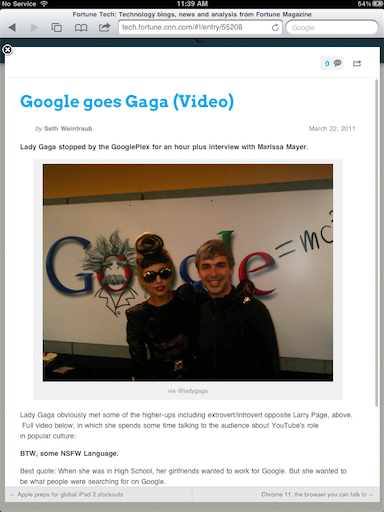 No Service
11:39 AM
54%
Fortune Tech: Technology blogs, news and analysis from Fortune Magazine
tech.fortune.cnn.com/#!/entry/55208
Google
0
Google goes Gaga (Video)
by Seth Weintraub
March 22, 2011
Lady Gaga stopped by the GooglePlex for an hour plus interview with Marissa Mayer.
Google =mc²
via @ladygaga
Lady Gaga obviously met some of the higher-ups including extrovert/introvert opposite Larry Page, above.
Full video below, in which she spends some time talking to the audience about YouTube's role
in popular culture:
BTW, some NSFW Language.
Best quote: When she was in High School, her girlfriends wanted to work for Google. But she wanted to
be what people were searching for on Google.
← Apple preps for global iPad 2 stockouts
Chrome 11, the browser you can talk to →